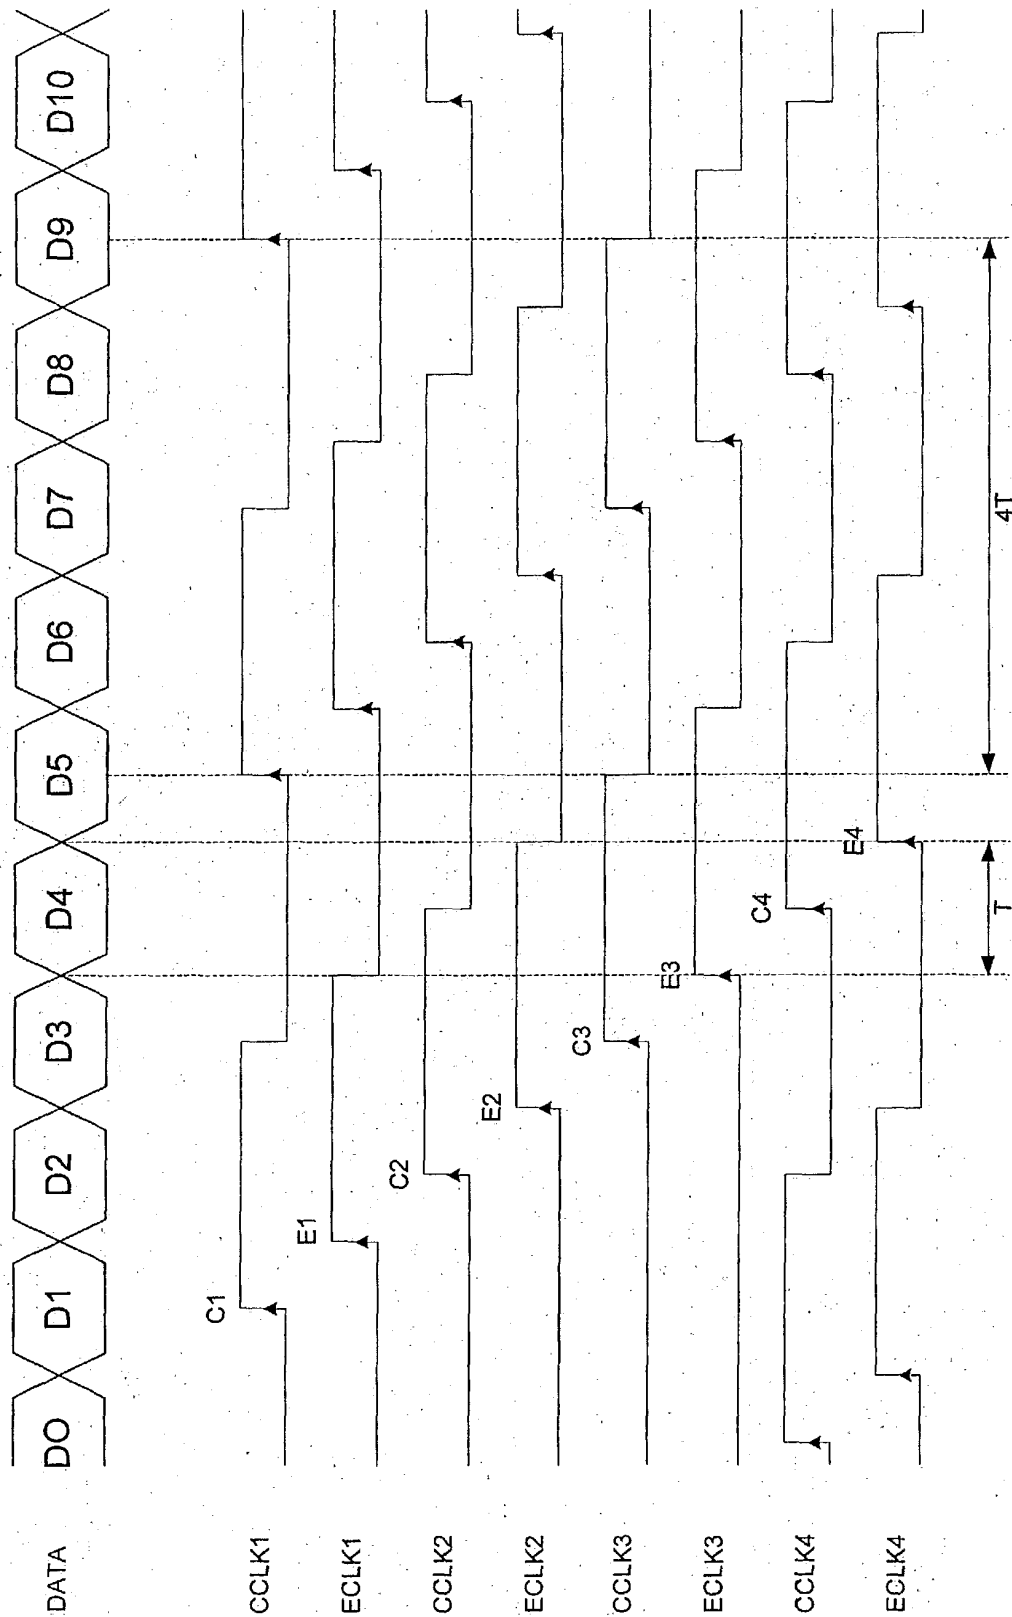 DATA
DO D1 D2 D3 D4 D5 D6 D7 D8 D9 D10
CCLK1
C1
ECLK1
E1
CCLK2
C2
ECLK2
E2
CCLK3
C3
ECLK3
E3
CCLK4
C4
ECLK4
E4
T
4T